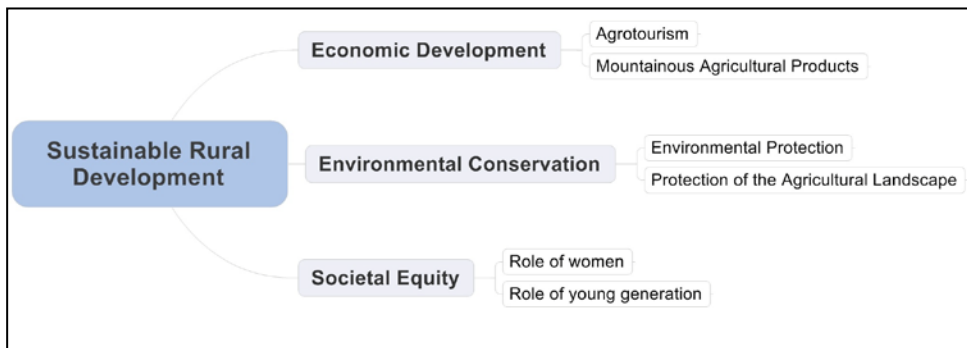 Sustainable Rural
Development
Economic Development
Agrotourism
Mountainous Agricultural Products
Environmental Conservation
Environmental Protection
Protection of the Agricultural Landscape
Societal Equity
Role of women
Role of young generation